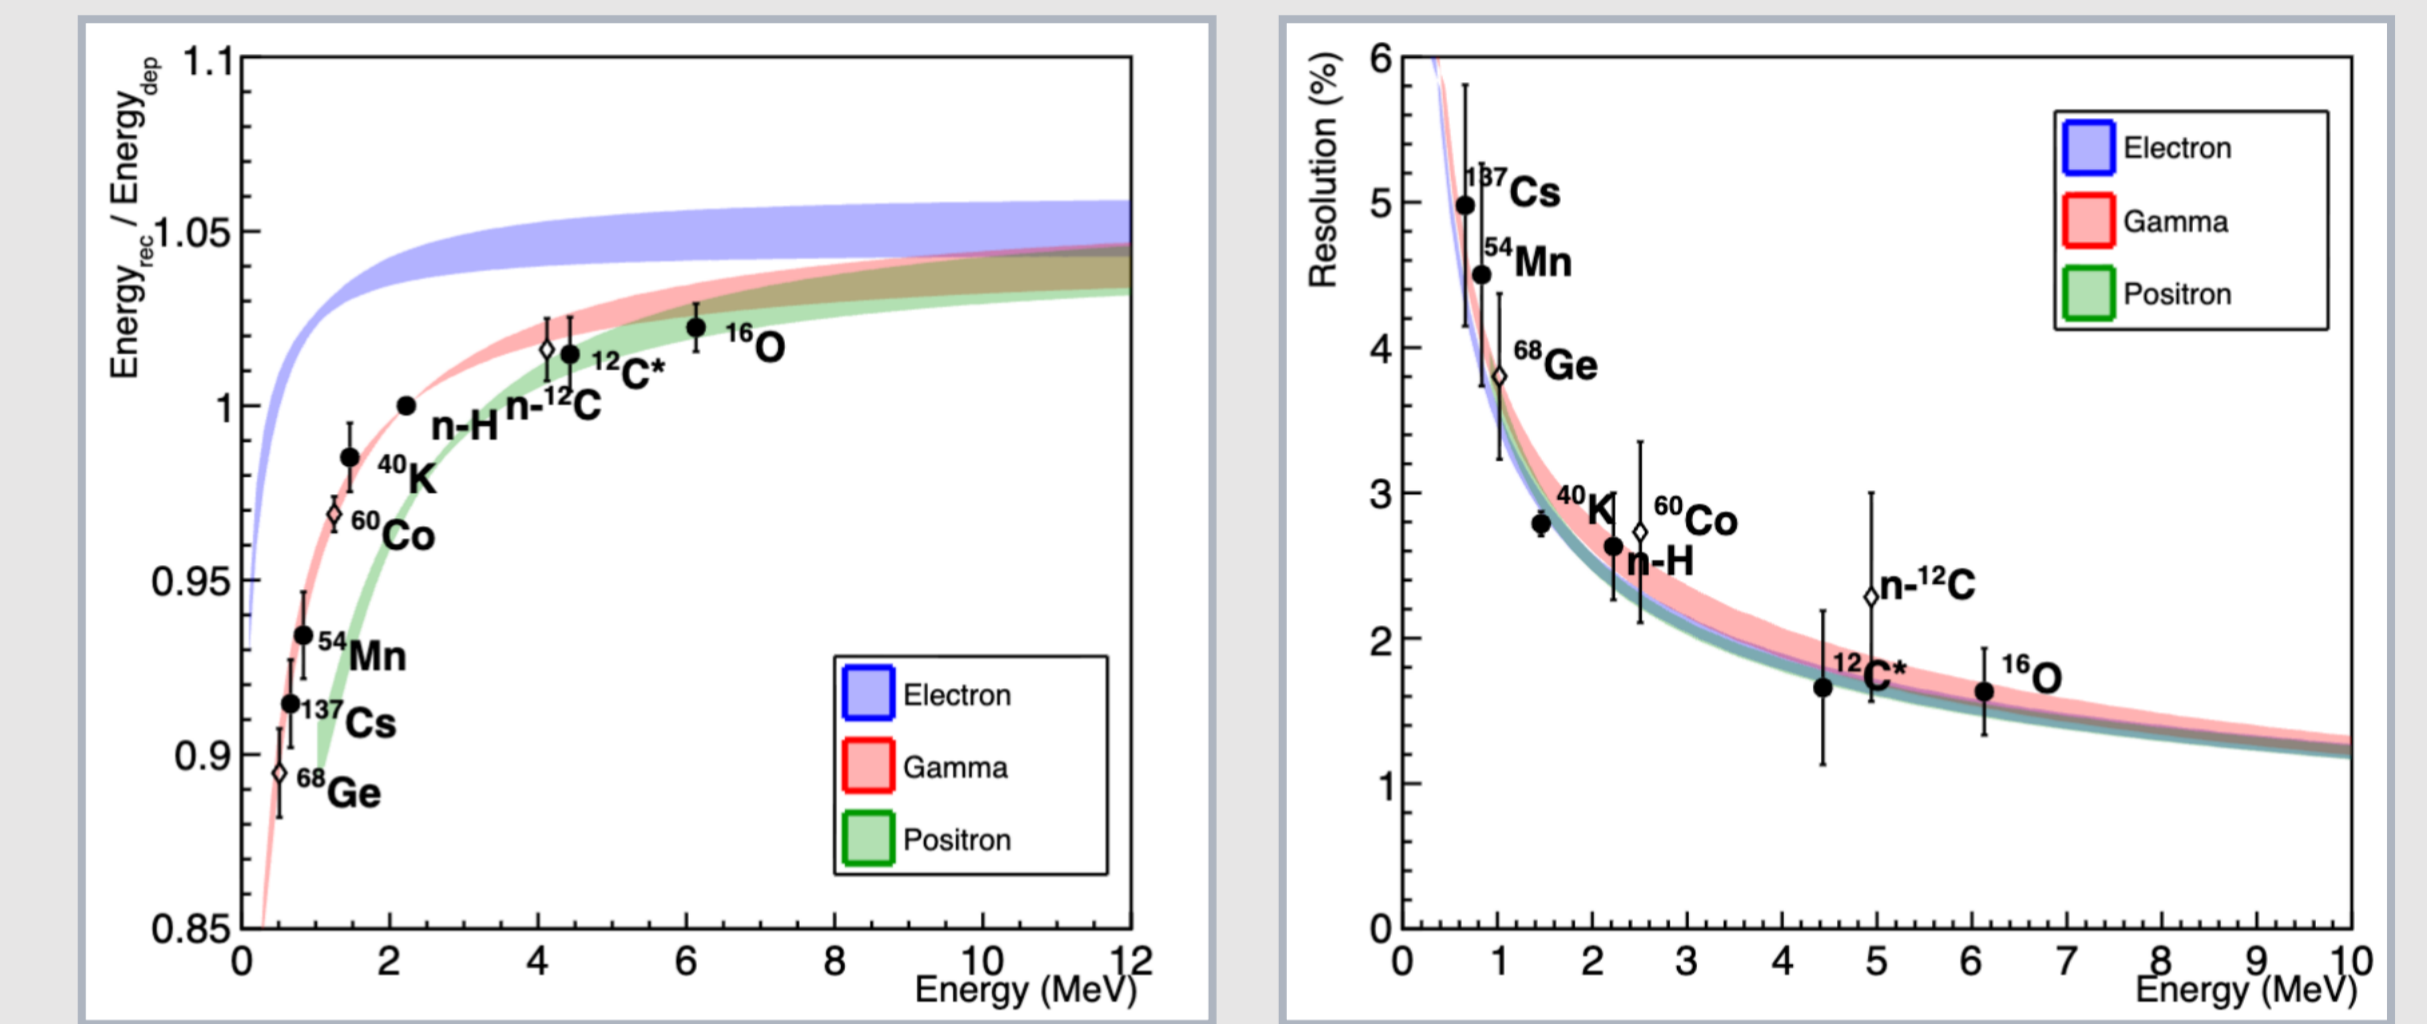 Energy_rec / Energy_dep
1.1
1.05
1
0.95
0.9
0.85
16O
12C*
n-12C
n-H
40K
60Co
54Mn
137Cs
68Ge
Electron
Gamma
Positron
0 2 4 6 8 10 12
Energy (MeV)
Resolution (%)
6
5
4
3
2
1
0
Electron
Gamma
Positron
137Cs
54Mn
68Ge
40K
60Co
n-H
n-12C
12C*
16O
0 1 2 3 4 5 6 7 8 9 10
Energy (MeV)